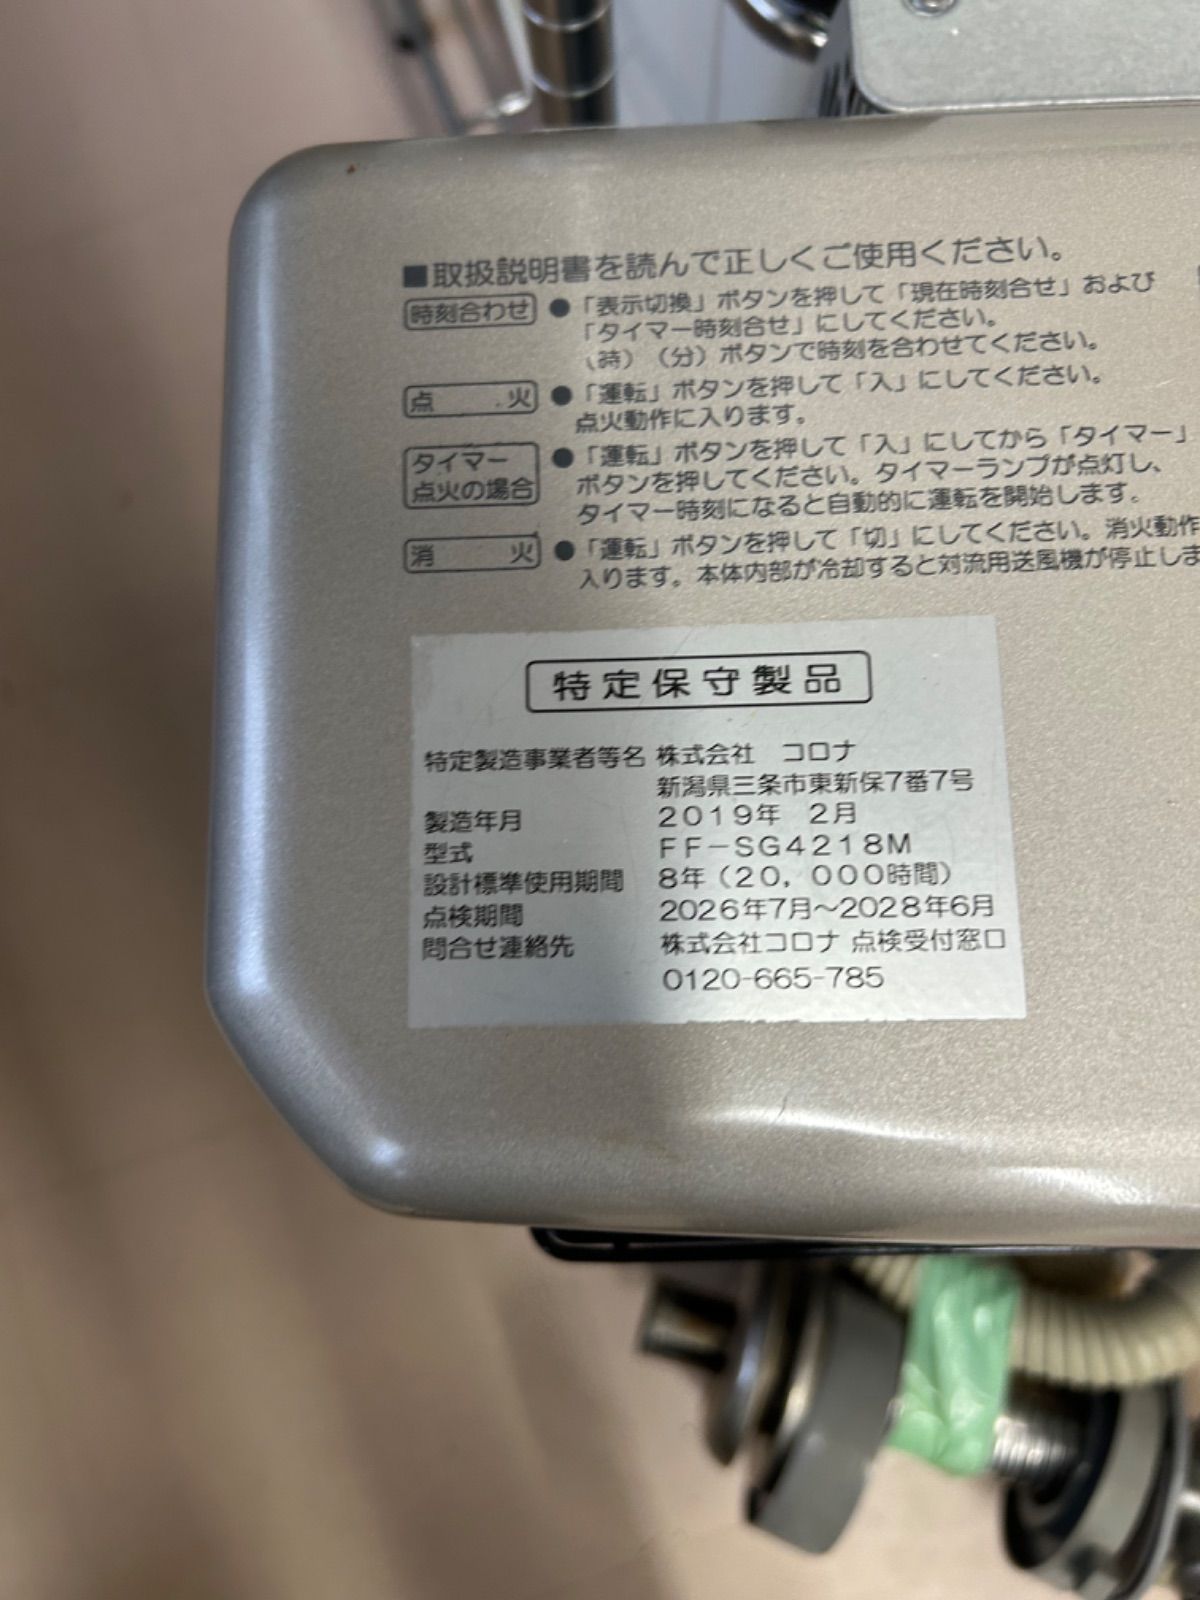 ■取扱説明書を読んで正しくご使用ください。
時刻合わせ ●「表示切換」ボタンを押して「現在時刻合せ」および
「タイマー時刻合せ」にしてください。
(時)(分)ボタンで時刻を合わせてください。
点 火 ●「運転」ボタンを押して「入」にしてください。
点火動作に入ります。
タイマー点火の場合 ●「運転」ボタンを押して「入」にしてから「タイマー」
ボタンを押してください。タイマーランプが点灯し、
タイマー時刻になると自動的に運転を開始します。
消 火 ●「運転」ボタンを押して「切」にしてください。消火動作
入ります。本体内部が冷却すると対流用送風機が停止しま
特定保守製品
特定製造事業者等名 株式会社 コロナ
新潟県三条市東新保7番7号
製造年月 2019年 2月
型式 FF-SG4218M
設計標準使用期間 8年(20,000時間)
点検期間 2026年7月~2028年6月
問合せ連絡先 株式会社コロナ 点検受付窓口
0120-665-785